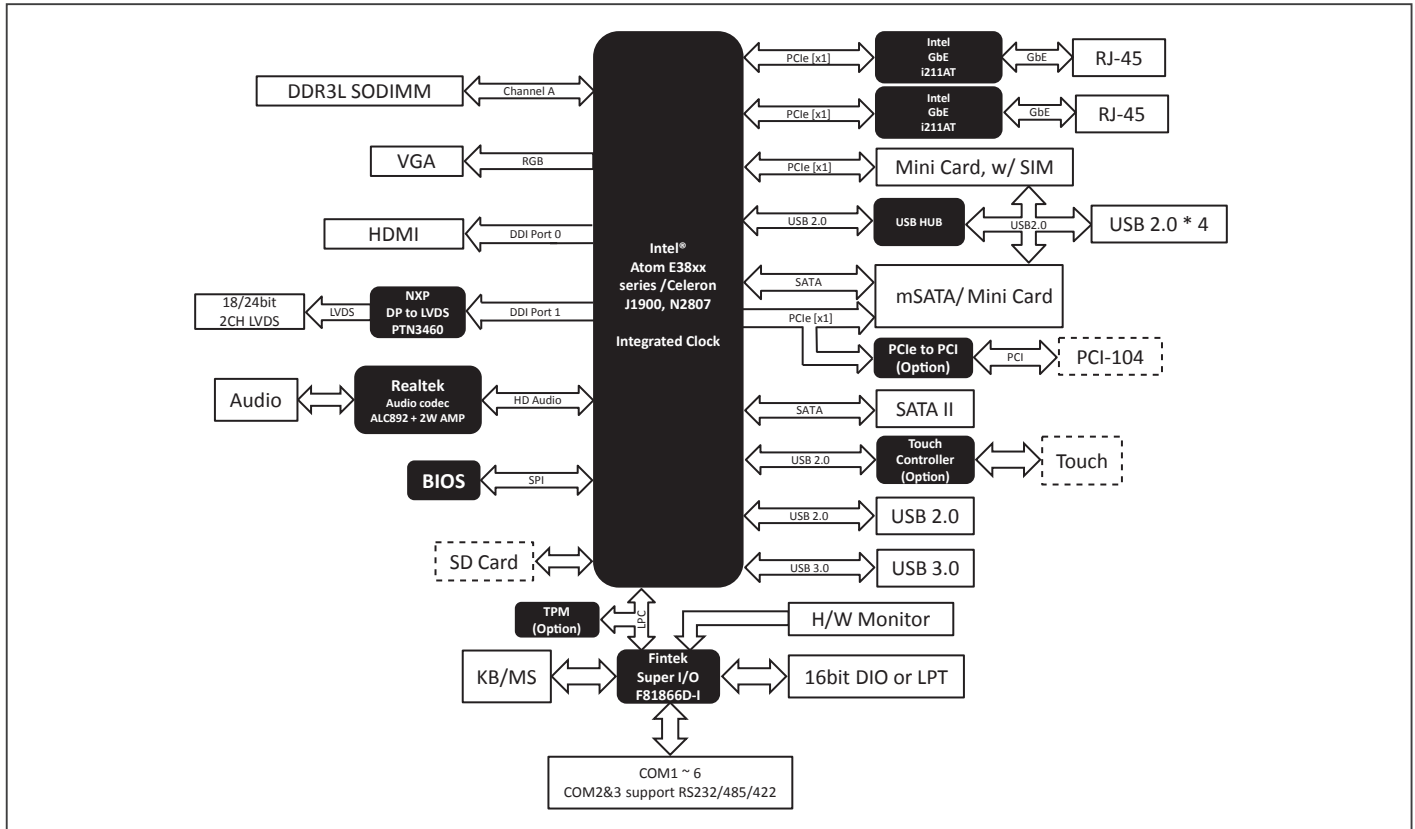 DDR3L SODIMM
Channel A
VGA
RGB
HDMI
DDI Port 0
18/24bit
2CH LVDS
LVDS
NXP
DP to LVDS
PTN3460
DDI Port 1
Audio
Realtek
Audio codec
ALC892 + 2W AMP
HD Audio
BIOS
SPI
SD Card
Intel®
Atom E38xx
series /Celeron
J1900, N2807
Integrated Clock
PCIe [x1]
Intel
GbE
i211AT
GbE
RJ-45
PCIe [x1]
Intel
GbE
i211AT
GbE
RJ-45
PCIe [x1]
Mini Card, w/ SIM
USB 2.0
USB HUB
USB2.0
USB 2.0 * 4
SATA
mSATA/ Mini Card
PCIe [x1]
PCIe to PCI
(Option)
PCI
PCI-104
SATA
SATA II
USB 2.0
Touch
Controller
(Option)
Touch
USB 2.0
USB 2.0
USB 3.0
USB 3.0
TPM
(Option)
LPC
H/W Monitor
KB/MS
Fintek
Super I/O
F81866D-I
16bit DIO or LPT
COM1 ~ 6
COM2&3 support RS232/485/422